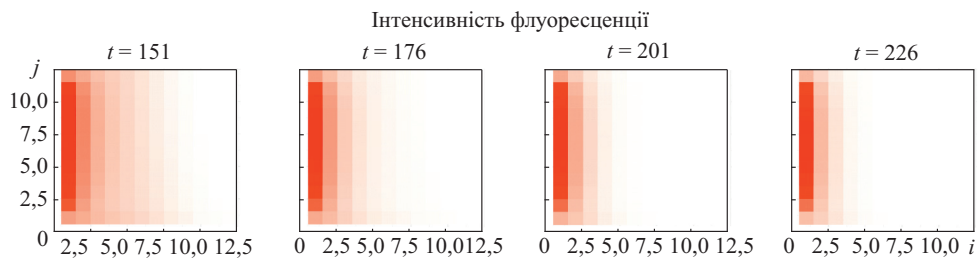 Інтенсивність флуоресценції
t = 151 t = 176 t = 201 t = 226
j
10,0
7,5
5,0
2,5
0 2,5 5,0 7,5 10,0 12,5 0 2,5 5,0 7,5 10,0 12,5 0 2,5 5,0 7,5 10,0 12,5 0 2,5 5,0 7,5 10,0 i